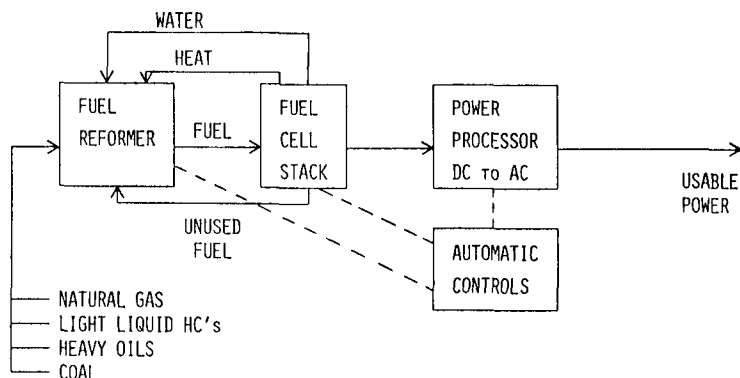 WATER
HEAT
FUEL
REFORMER
FUEL
FUEL
CELL
STACK
POWER
PROCESSOR
DC TO AC
USABLE
POWER
UNUSED
FUEL
AUTOMATIC
CONTROLS
NATURAL GAS
LIGHT LIQUID HC's
HEAVY OILS
COAL